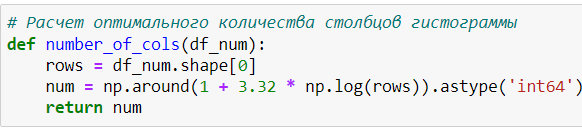 # Расчет оптимального количества столбцов гистограммы
def number_of_cols(df_num):
    rows = df_num.shape[0]
    num = np.around(1 + 3.32 * np.log(rows)).astype('int64')
    return num